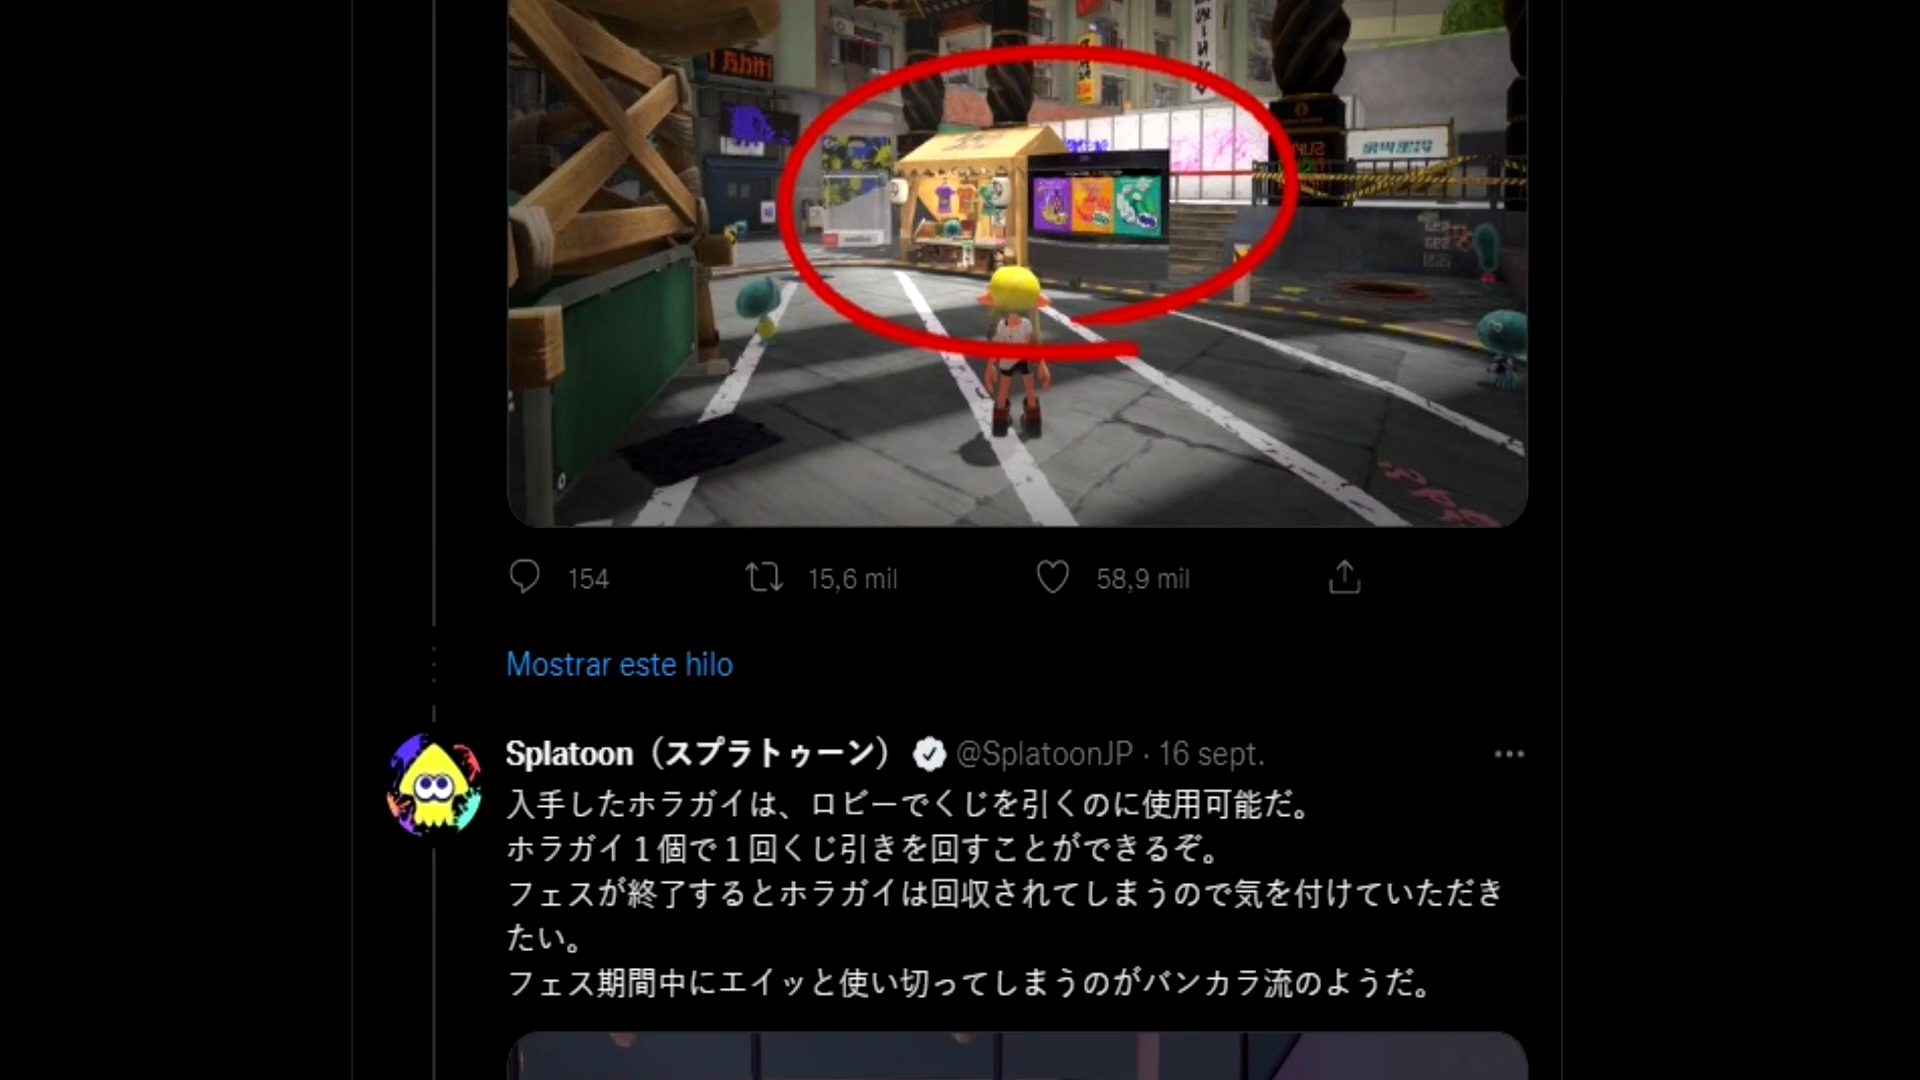 154 15,6 mil 58,9 mil
Mostrar este hilo
Splatoon（スプラトゥーン） @SplatoonJP · 16 sept.
入手したホラガイは、ロビーでくじを引くのに使用可能だ。
ホラガイ１個で１回くじ引きを回すことができるぞ。
フェスが終了するとホラガイは回収されてしまうので気を付けていただき
たい。
フェス期間中にエイッと使い切ってしまうのがバンカラ流のようだ。